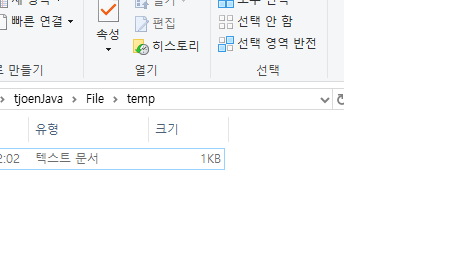 빠른 연결
편집
속성
히스토리
선택 안 함
선택 영역 반전
만들기
열기
선택
tjoenJava > File > temp
유형
크기
2:02
텍스트 문서
1KB